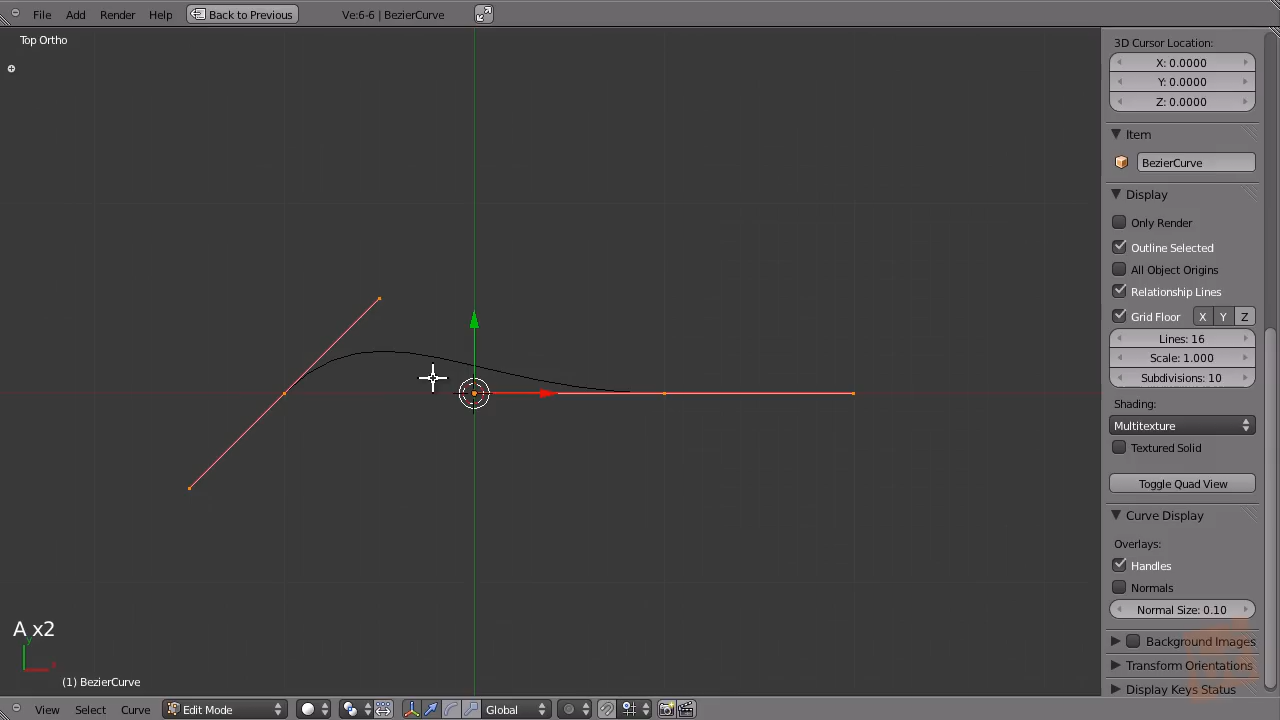 File Add Render Help Back to Previous Ve:6-6 | BezierCurve
Top Ortho
3D Cursor Location:
X: 0.0000
Y: 0.0000
Z: 0.0000
Item
BezierCurve
Display
Only Render
Outline Selected
All Object Origins
Relationship Lines
Grid Floor X Y Z
Lines: 16
Scale: 1.000
Subdivisions: 10
Shading:
Multitexture
Textured Solid
Toggle Quad View
Curve Display
Overlays:
Handles
Normals
Normal Size: 0.10
Background Images
Transform Orientations
Display Keys Status
A x2
y
x
(1) BezierCurve
View Select Curve Edit Mode Global